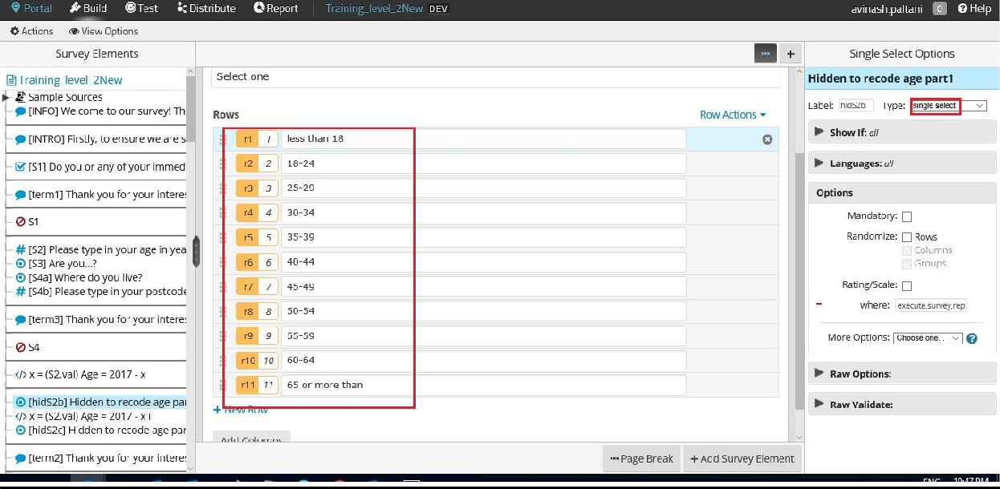 Portal Build Test Distribute Report Training_level_2New DEV avinash.paltani C Help
Actions View Options
Survey Elements
Training_level_2New
Sample Sources
[INFO] We come to our survey! Th
[INTRO] Firstly, to ensure we are s
[S1] Do you or any of your immed
[term1] Thank you for your interes
S1
[S2] Please type in your age in yea
[S3] Are you...?
[S4a] Where do you live?
[S4b] Please type in your postcode
[term3] Thank you for your interes
S4
x = (S2.val) Age = 2017 - x
[hidS2b] Hidden to recode age par
x = (S2.val) Age = 2017 - x i
[hidS2c] H dden to recode age par
[term2] Thank you for your interes
Select one
Rows Row Actions
r1 1 less than 18
r2 2 18-24
r3 3 25-29
r4 4 30-34
r5 5 35-39
r6 6 40-44
r7 7 45-49
r8 8 50-54
r9 9 55-59
r10 10 60-64
r11 11 65 or more than
+ New Row
Add Columns
Page Break + Add Survey Element
Single Select Options
Hidden to recode age part1
Label: hidS2b Type: single select
Show If: all
Languages: all
Options
Mandatory:
Randomize: Rows
Columns
Groups
Rating/Scale:
where: execute,survey,rep
More Options: Choose one...
Raw Options:
Raw Validate:
ENG 10:47 PM